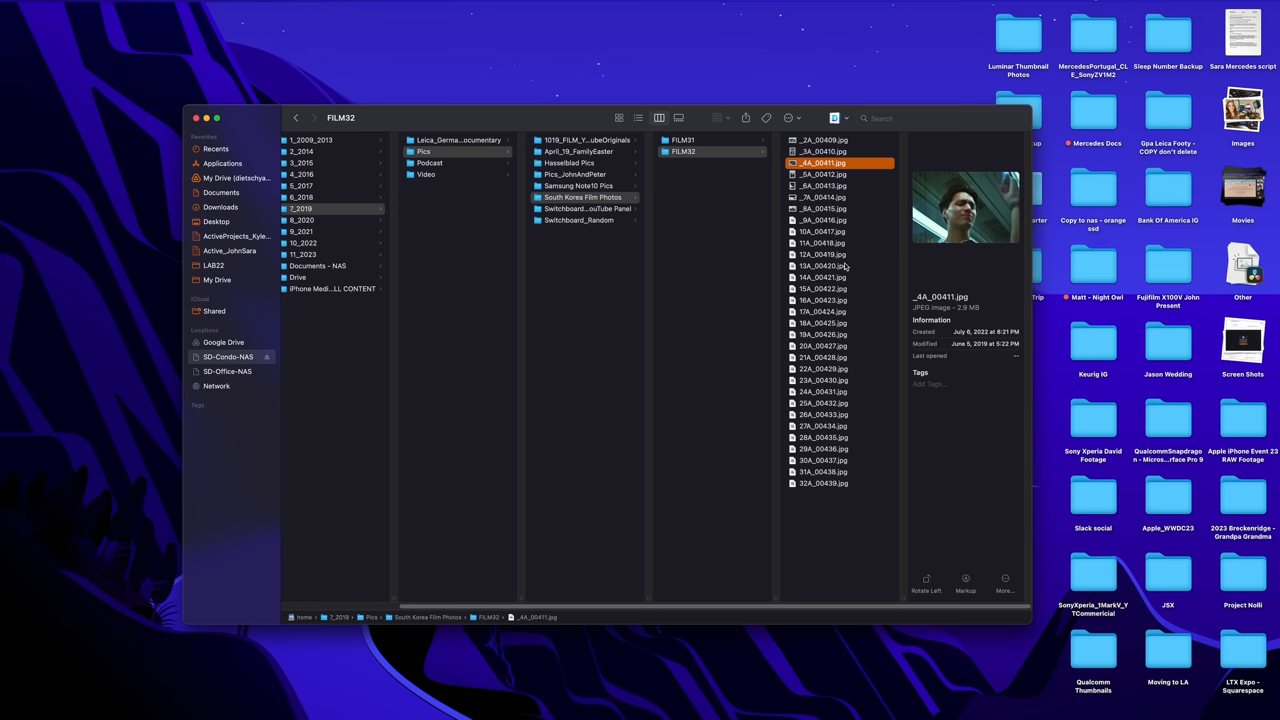 FILM32
Search
Favorites
Recents
Applications
My Drive (dietschya...
Documents
Downloads
Desktop
ActiveProjects_Kyle...
Active_JohnSara
LAB22
My Drive
iCloud
Shared
Locations
Google Drive
SD-Condo-NAS
SD-Office-NAS
Network
Tags
1_2009_2013
2_2014
3_2015
4_2016
5_2017
6_2018
7_2019
8_2020
9_2021
10_2022
11_2023
Documents - NAS
Drive
iPhone Medi...LL CONTENT
Leica_Germa...ocumentary
Pics
Podcast
Video
1019_FILM_Y...ubeOriginals
April_19_FamilyEaster
Hasselblad Pics
Pics_JohnAndPeter
Samsung Note10 Pics
South Korea Film Photos
Switchboard...ouTube Panel
Switchboard_Random
FILM31
FILM32
_2A_00409.jpg
_3A_00410.jpg
_4A_00411.jpg
_5A_00412.jpg
_6A_00413.jpg
_7A_00414.jpg
_8A_00415.jpg
_9A_00416.jpg
10A_00417.jpg
11A_00418.jpg
12A_00419.jpg
13A_00420.jpg
14A_00421.jpg
15A_00422.jpg
16A_00423.jpg
17A_00424.jpg
18A_00425.jpg
19A_00426.jpg
20A_00427.jpg
21A_00428.jpg
22A_00429.jpg
23A_00430.jpg
24A_00431.jpg
25A_00432.jpg
26A_00433.jpg
27A_00434.jpg
28A_00435.jpg
29A_00436.jpg
30A_00437.jpg
31A_00438.jpg
32A_00439.jpg
_4A_00411.jpg
JPEG image - 2.9 MB
Information
Created July 6, 2022 at 8:21 PM
Modified June 5, 2019 at 5:22 PM
Last opened --
Tags
Add Tags...
Rotate Left Markup More...
home 7_2019 Pics South Korea Film Photos FILM32 _4A_00411.jpg
Luminar Thumbnail
Photos
MercedesPortugal_CL
E_SonyZV1M2
Sleep Number Backup
Sara Mercedes script
Mercedes Docs
Gpa Leica Footy -
COPY don't delete
Images
Copy to nas - orange
ssd
Bank Of America IG
Movies
Matt - Night Owl
Fujifilm X100V John
Present
Other
Keurig IG
Jason Wedding
Screen Shots
Sony Xperia David
Footage
QualcommSnapdrago
n - Micros...rface Pro 9
Apple iPhone Event 23
RAW Footage
Slack social
Apple_WWDC23
2023 Breckenridge -
Grandpa Grandma
SonyXperia_1MarkV_Y
TCommericial
JSX
Project Nolli
Qualcomm
Thumbnails
Moving to LA
LTX Expo -
Squarespace